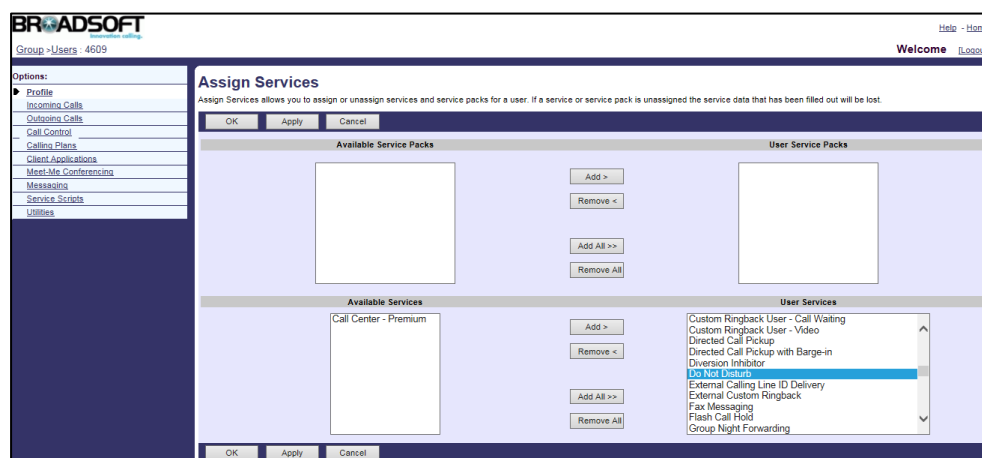 BROADSOFT
innovation calling.
Help - Hom
Group >Users : 4609
Welcome [Logou
Options:
Profile
Incoming Calls
Outgoing Calls
Call Control
Calling Plans
Client Applications
Meet-Me Conferencing
Messaging
Service Scripts
Utilities
Assign Services
Assign Services allows you to assign or unassign services and service packs for a user. If a service or service pack is unassigned the service data that has been filled out will be lost.
OK Apply Cancel
Available Service Packs User Service Packs
Add >
Remove <
Add All >>
Remove All
Available Services User Services
Call Center - Premium
Add >
Remove <
Add All >>
Remove All
Custom Ringback User - Call Waiting
Custom Ringback User - Video
Directed Call Pickup
Directed Call Pickup with Barge-in
Diversion Inhibitor
Do Not Disturb
External Calling Line ID Delivery
External Custom Ringback
Fax Messaging
Flash Call Hold
Group Night Forwarding
OK Apply Cancel